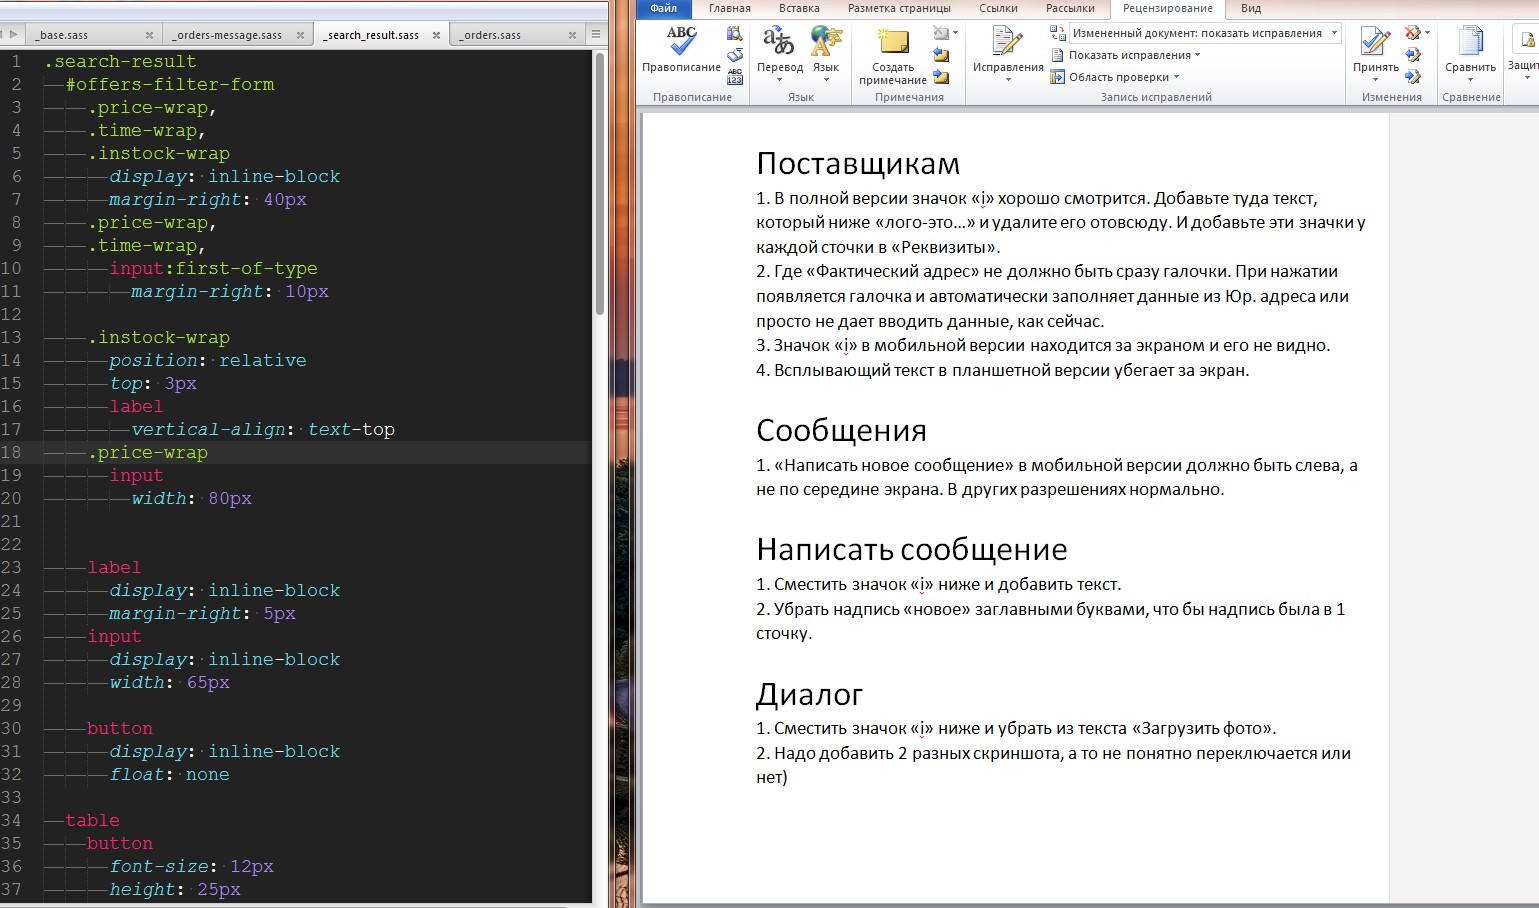 _base.sass
_orders-message.sass
_search_result.sass
_orders.sass
1 .search-result
2 #offers-filter-form
3 .price-wrap,
4 .time-wrap,
5 .instock-wrap
6 display: inline-block
7 margin-right: 40px
8 .price-wrap,
9 .time-wrap,
10 input:first-of-type
11 margin-right: 10px
12
13 .instock-wrap
14 position: relative
15 top: 3px
16 label
17 vertical-align: text-top
18 .price-wrap
19 input
20 width: 80px
21
22
23 label
24 display: inline-block
25 margin-right: 5px
26 input
27 display: inline-block
28 width: 65px
29
30 button
31 display: inline-block
32 float: none
33
34 table
35 button
36 font-size: 12px
37 height: 25px
Файл Главная Вставка Разметка страницы Ссылки Рассылки Рецензирование Вид
ABC
Правописание
ABC
123
Правописание
Перевод
Язык
Язык
Создать
примечание
Примечания
Исправления
Измененный документ: показать исправления
Показать исправления
Область проверки
Запись исправлений
Принять
Изменения
Сравнить
Сравнение
Поставщикам
1. В полной версии значок «i» хорошо смотрится. Добавьте туда текст,
который ниже «лого-это…» и удалите его отовсюду. И добавьте эти значки у
каждой сточки в «Реквизиты».
2. Где «Фактический адрес» не должно быть сразу галочки. При нажатии
появляется галочка и автоматически заполняет данные из Юр. адреса или
просто не дает вводить данные, как сейчас.
3. Значок «i» в мобильной версии находится за экраном и его не видно.
4. Всплывающий текст в планшетной версии убегает за экран.
Сообщения
1. «Написать новое сообщение» в мобильной версии должно быть слева, а
не по середине экрана. В других разрешениях нормально.
Написать сообщение
1. Сместить значок «i» ниже и добавить текст.
2. Убрать надпись «новое» заглавными буквами, что бы надпись была в 1
сточку.
Диалог
1. Сместить значок «i» ниже и убрать из текста «Загрузить фото».
2. Надо добавить 2 разных скриншота, а то не понятно переключается или
нет)